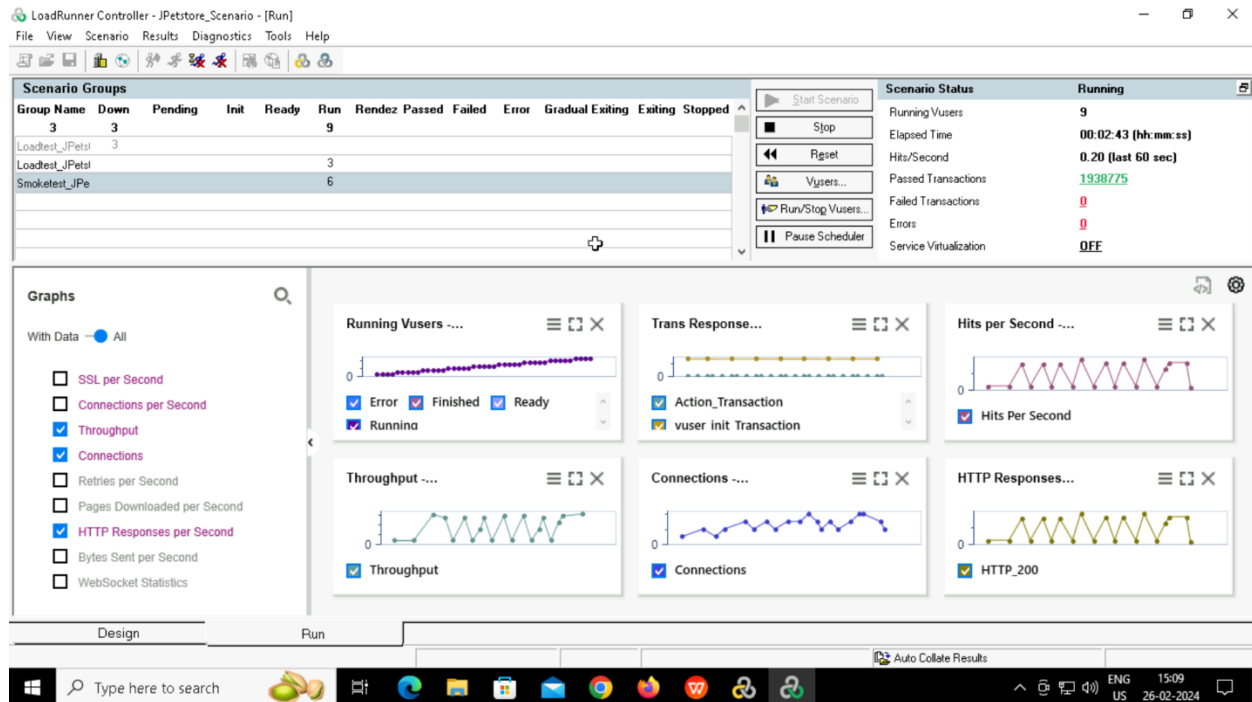 LoadRunner Controller - JPetstore_Scenario - [Run]
File View Scenario Results Diagnostics Tools Help
Scenario Groups
Group Name Down Pending Init Ready Run Rendez Passed Failed Error Gradual Exiting Exiting Stopped
3 3 9
Loadtest_JPetst 3
Loadtest_JPetst 3
Smoketest_JPe 6
Start Scenario
Stop
Reset
Vusers...
Run/Stop Vusers...
Pause Scheduler
Scenario Status Running
Running Vusers 9
Elapsed Time 00:02:43 (hh:mm:ss)
Hits/Second 0.20 (last 60 sec)
Passed Transactions 1938775
Failed Transactions 0
Errors 0
Service Virtualization OFF
Graphs
With Data All
SSL per Second
Connections per Second
Throughput
Connections
Retries per Second
Pages Downloaded per Second
HTTP Responses per Second
Bytes Sent per Second
WebSocket Statistics
Running Vusers -...
0
Error Finished Ready
Running
Trans Response...
0
Action_Transaction
vuser_init_Transaction
Hits per Second -...
0
Hits Per Second
Throughput -...
0
Throughput
Connections -...
0
Connections
HTTP Responses...
0
HTTP_200
Design Run
Auto Collate Results
Type here to search
ENG
US
15:09
26-02-2024